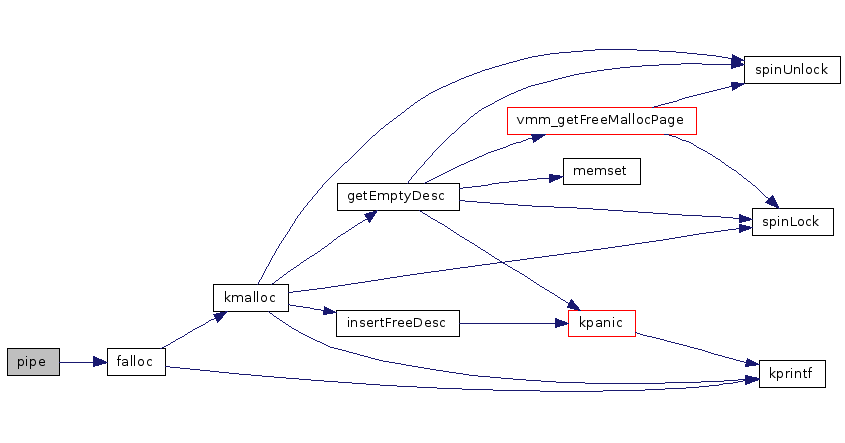 spinUnlock
vmm_getFreeMallocPage
memset
getEmptyDesc
spinLock
kmalloc
insertFreeDesc
kpanic
pipe
falloc
kprintf